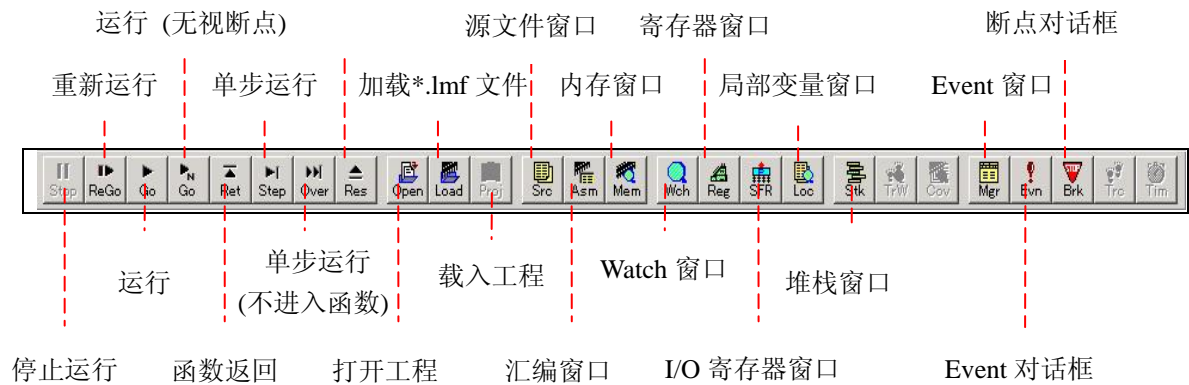 运行 (无视断点) 源文件窗口 寄存器窗口 断点对话框
重新运行 单步运行 加载*.lmf 文件 内存窗口 局部变量窗口 Event 窗口
Stop ReGo Go Go Ret Step Over Res Open Load Proj Src Asm Mem Wch Reg SFR Loc Stk TrW Cov Mgr Evn Brk Trc Tim
运行 单步运行 载入工程 Watch 窗口 堆栈窗口
(不进入函数)
停止运行 函数返回 打开工程 汇编窗口 I/O 寄存器窗口 Event 对话框